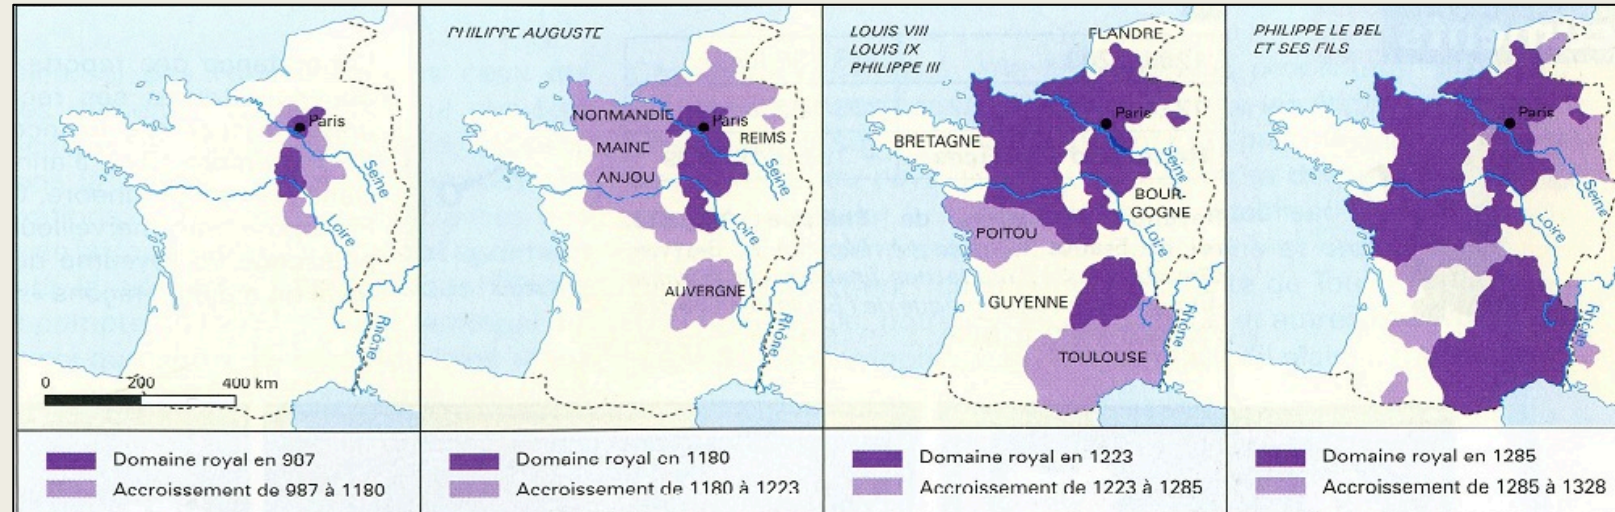 Paris
Seine
Loire
Rhône
0 200 400 km
Domaine royal en 987
Accroissement de 987 à 1180
PHILIPPE AUGUSTE
NORMANDIE
Paris
REIMS
MAINE
ANJOU
Seine
Loire
AUVERGNE
Rhône
Domaine royal en 1180
Accroissement de 1180 à 1223
LOUIS VIII
LOUIS IX
PHILIPPE III
FLANDRE
Paris
BRETAGNE
Seine
BOUR-
GOGNE
POITOU
Loire
GUYENNE
Rhône
TOULOUSE
Domaine royal en 1223
Accroissement de 1223 à 1285
PHILIPPE LE BEL
ET SES FILS
Paris
Seine
Loire
Rhône
Domaine royal en 1285
Accroissement de 1285 à 1328